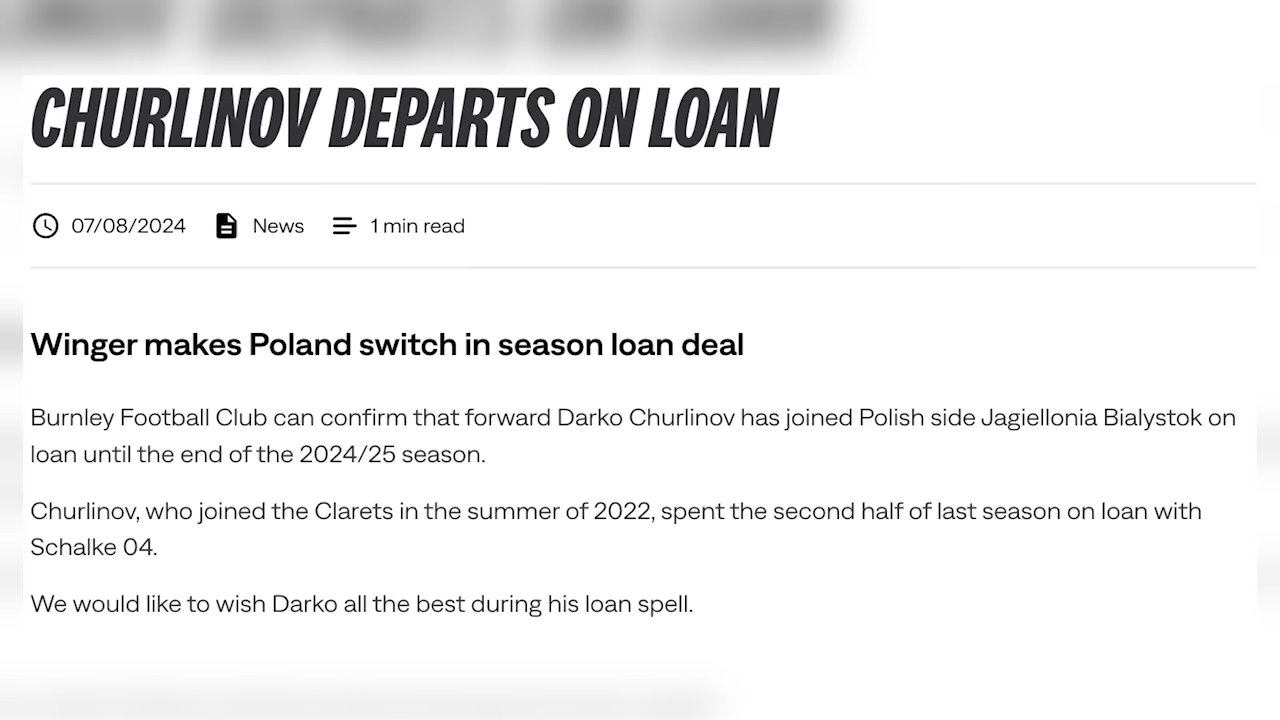 CHURLINOV DEPARTS ON LOAN
07/08/2024 News 1 min read
Winger makes Poland switch in season loan deal
Burnley Football Club can confirm that forward Darko Churlinov has joined Polish side Jagiellonia Bialystok on
loan until the end of the 2024/25 season.
Churlinov, who joined the Clarets in the summer of 2022, spent the second half of last season on loan with
Schalke 04.
We would like to wish Darko all the best during his loan spell.